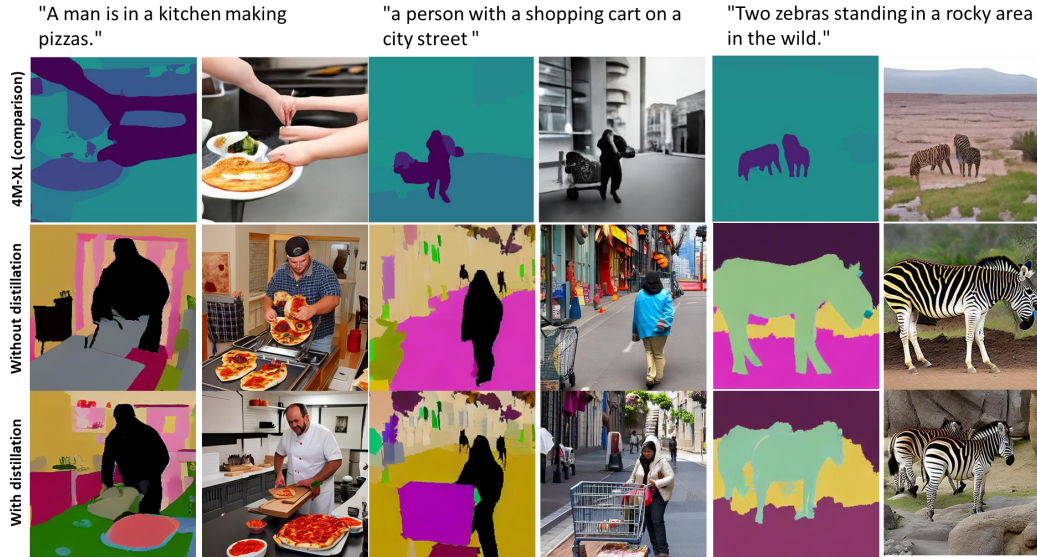 "A man is in a kitchen making
pizzas."
"a person with a shopping cart on a
city street "
"Two zebras standing in a rocky area
in the wild."
4M-XL (comparison)
Without distillation
With distillation